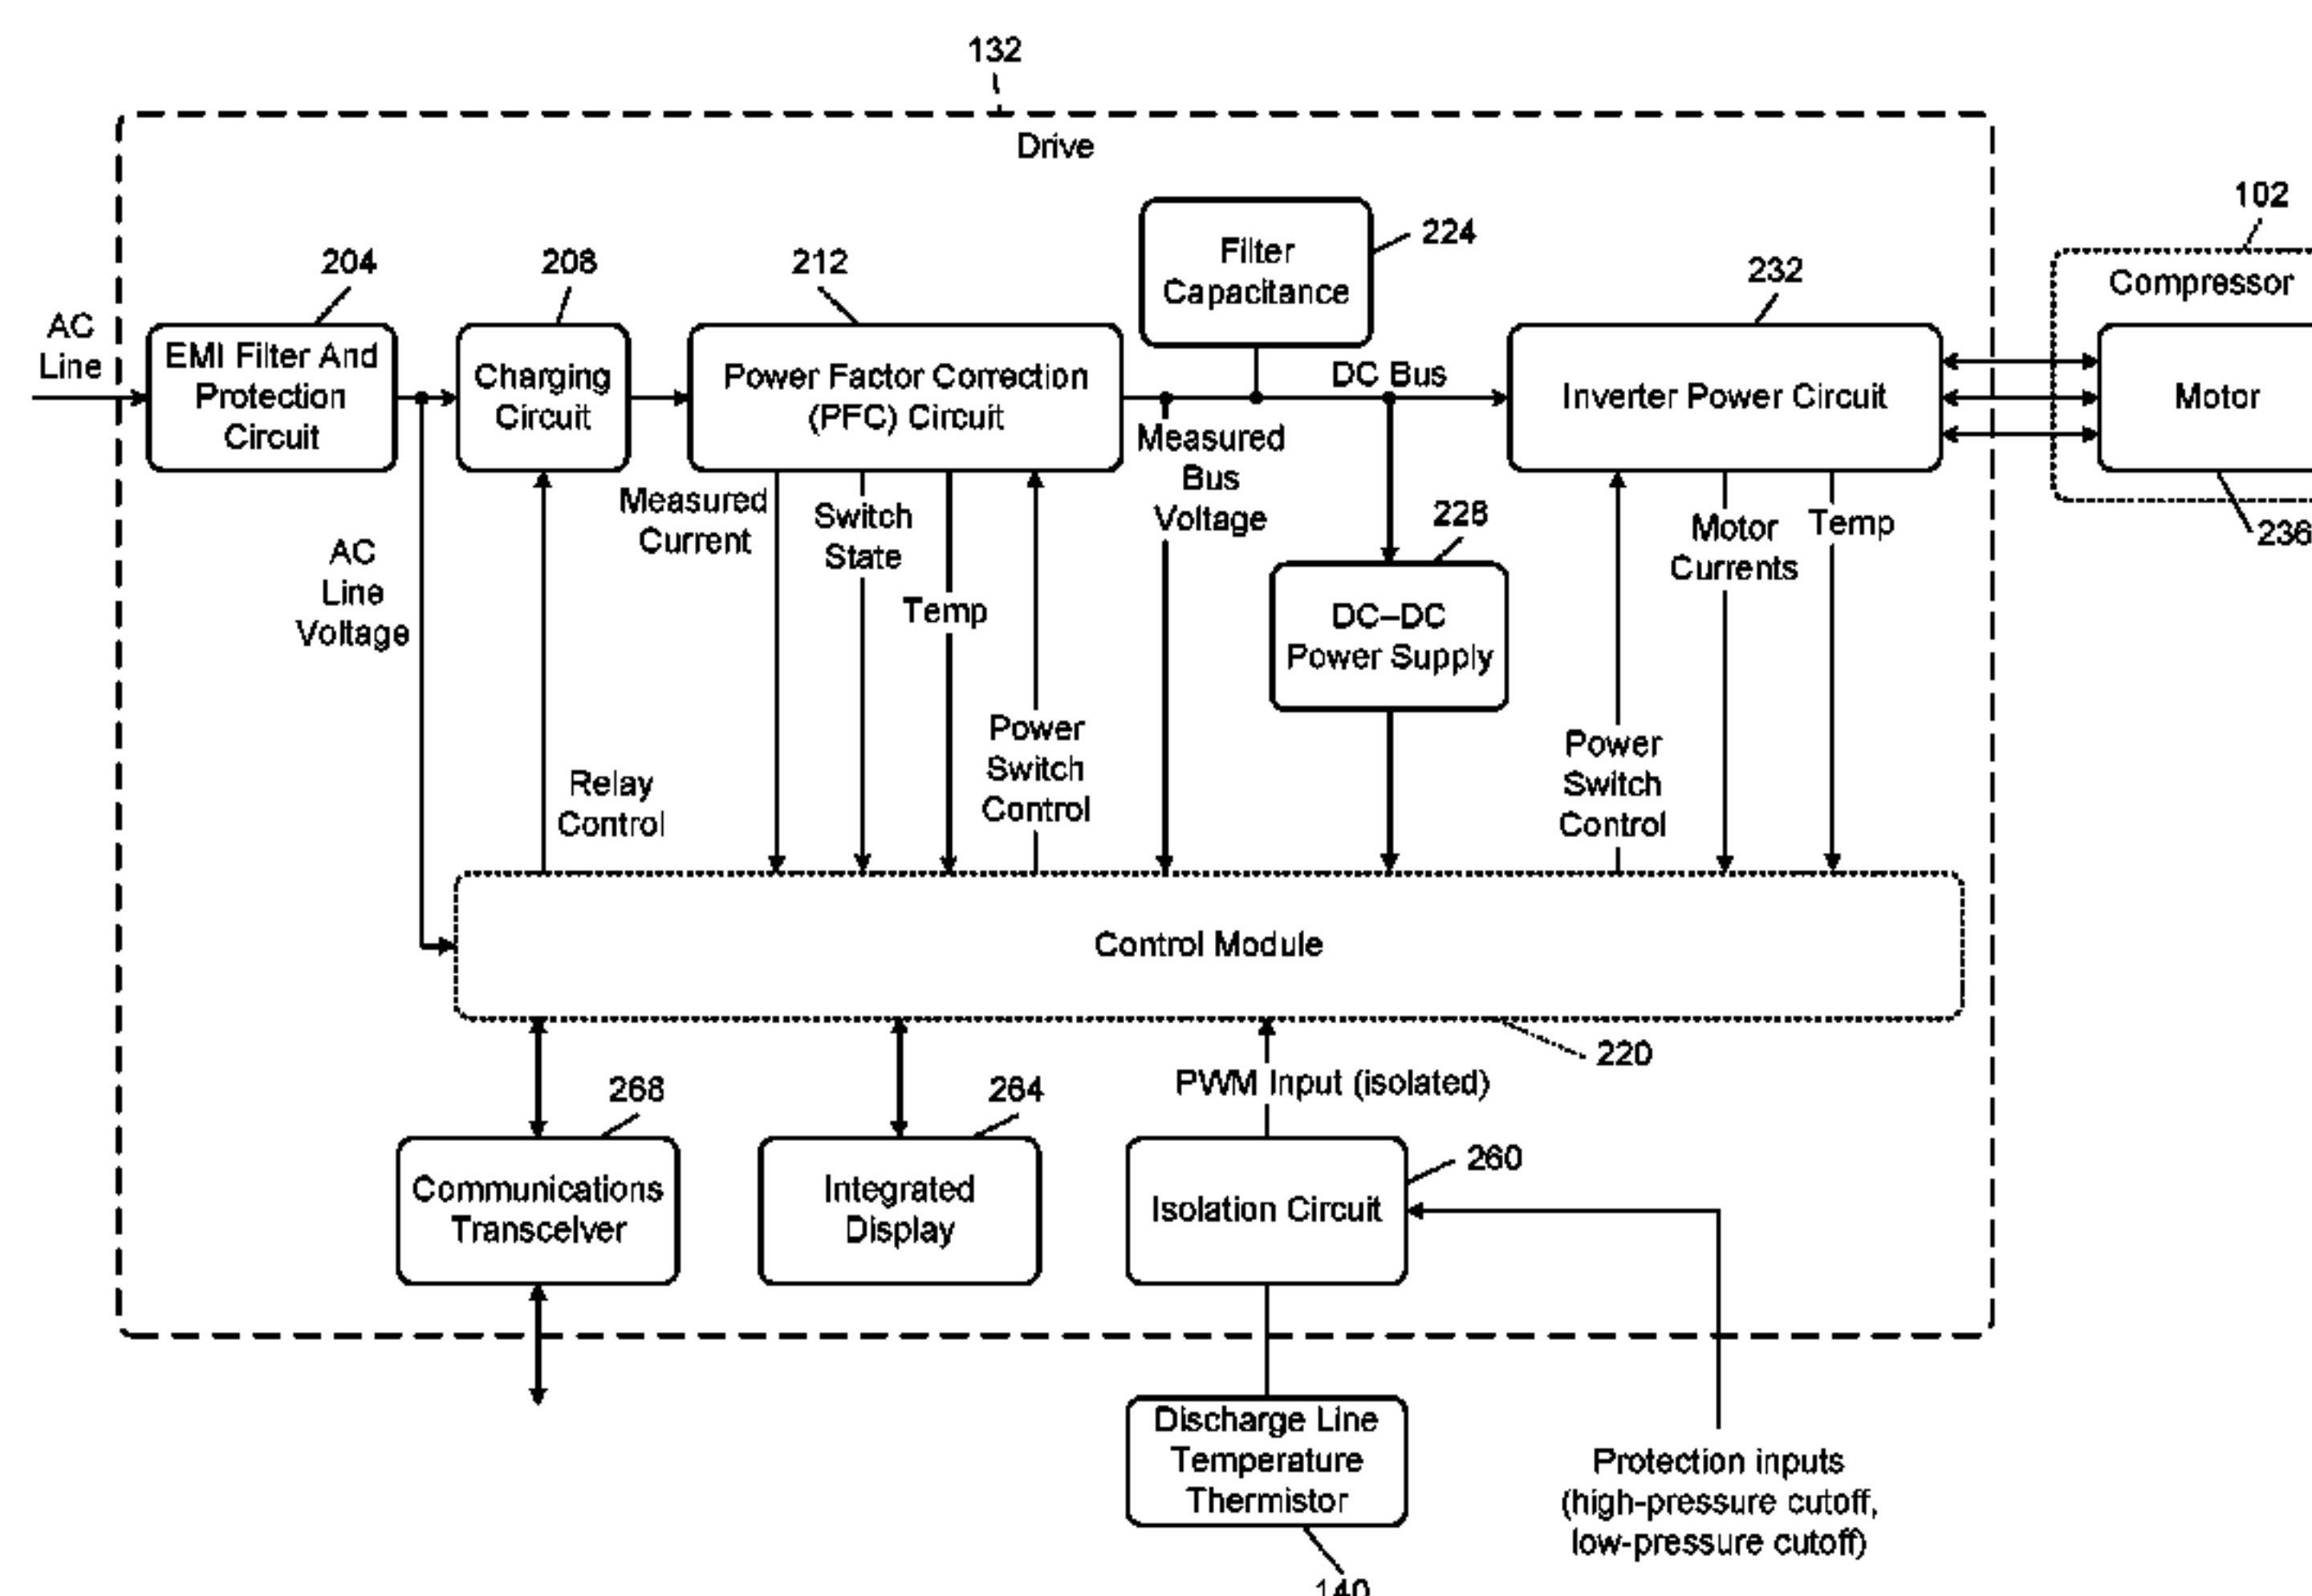 132
Drive
102
Compressor
224
Filter
Capacitance
204
208
212
232
AC
Line
EMI Filter And
Protection
Circuit
Charging
Circuit
Power Factor Correction
(PFC) Circuit
DC Bus
Inverter Power Circuit
Motor
236
Measured
Current
Switch
State
Temp
Measured
Bus
Voltage
228
DC–DC
Power Supply
Motor
Currents
Temp
AC
Line
Voltage
Relay
Control
Power
Switch
Control
Power
Switch
Control
Control Module
220
268
264
PWM Input (isolated)
260
Communications
Transceiver
Integrated
Display
Isolation Circuit
Discharge Line
Temperature
Thermistor
140
Protection inputs
(high-pressure cutoff,
low-pressure cutoff)